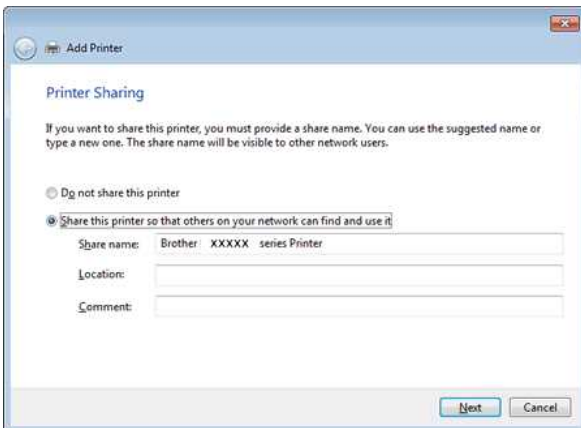 Add Printer
Printer Sharing
If you want to share this printer, you must provide a share name. You can use the suggested name or
type a new one. The share name will be visible to other network users.
Do not share this printer
Share this printer so that others on your network can find and use it
Share name: Brother XXXXX series Printer
Location:
Comment:
Next Cancel